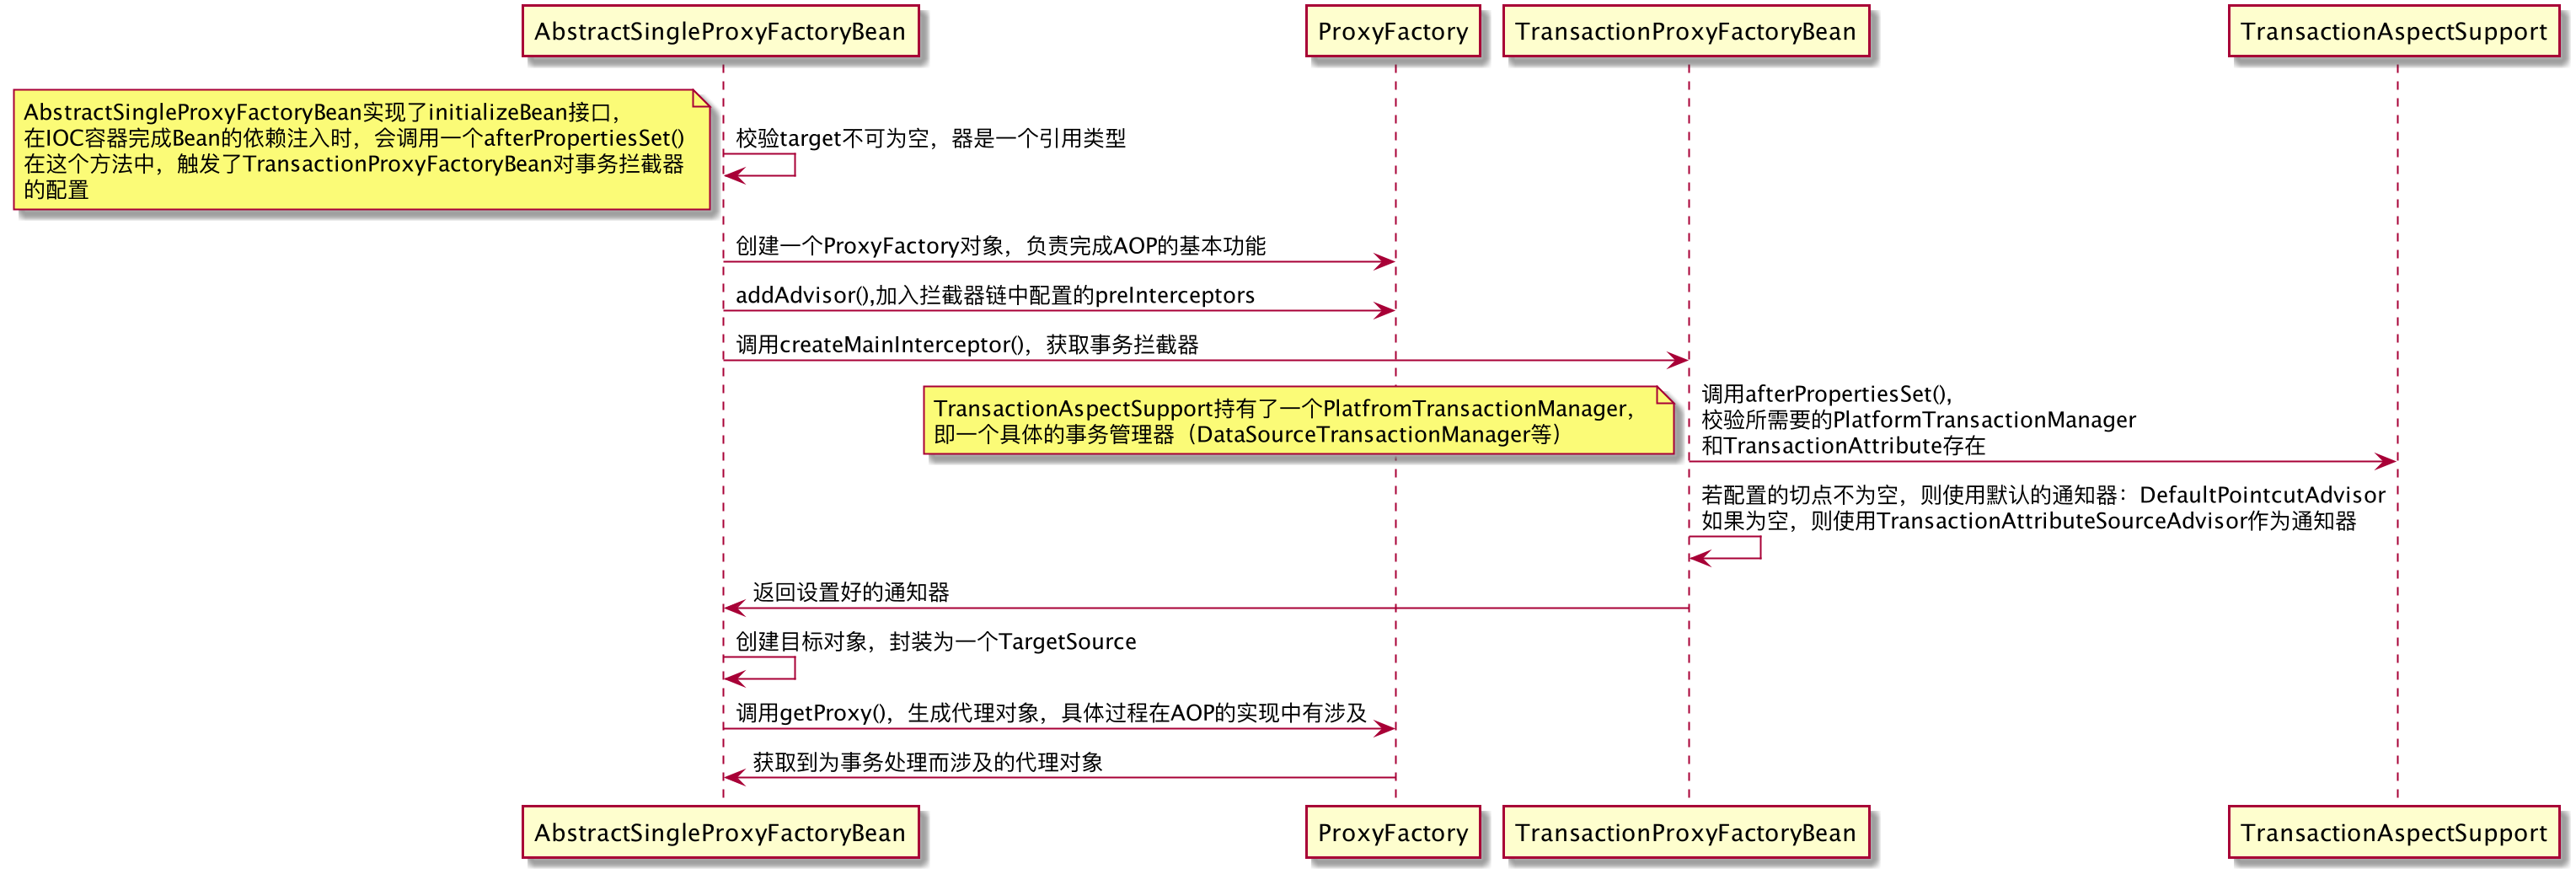 AbstractSingleProxyFactoryBean
ProxyFactory
TransactionProxyFactoryBean
TransactionAspectSupport
AbstractSingleProxyFactoryBean实现了initializeBean接口，
在IOC容器完成Bean的依赖注入时，会调用一个afterPropertiesSet()
在这个方法中，触发了TransactionProxyFactoryBean对事务拦截器
的配置
校验target不可为空，器是一个引用类型
创建一个ProxyFactory对象，负责完成AOP的基本功能
addAdvisor(),加入拦截器链中配置的preInterceptors
调用createMainInterceptor()，获取事务拦截器
TransactionAspectSupport持有了一个PlatfromTransactionManager，
即一个具体的事务管理器（DataSourceTransactionManager等）
调用afterPropertiesSet()，
校验所需要的PlatformTransactionManager
和TransactionAttribute存在
若配置的切点不为空，则使用默认的通知器：DefaultPointcutAdvisor
如果为空，则使用TransactionAttributeSourceAdvisor作为通知器
返回设置好的通知器
创建目标对象，封装为一个TargetSource
调用getProxy()，生成代理对象，具体过程在AOP的实现中有涉及
获取到为事务处理而涉及的代理对象
AbstractSingleProxyFactoryBean
ProxyFactory
TransactionProxyFactoryBean
TransactionAspectSupport